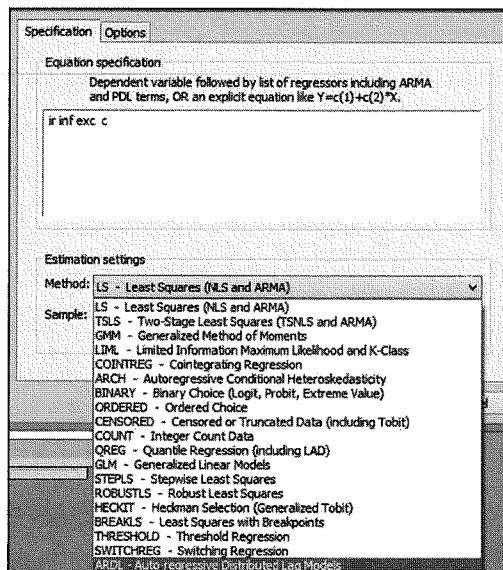 Specification Options
Equation specification
Dependent variable followed by list of regressors including ARMA
and PDL terms, OR an explicit equation like Y=c(1)+c(2)*X.
ir inf exc c
Estimation settings
Method: LS - Least Squares (NLS and ARMA)
Sample:
LS - Least Squares (NLS and ARMA)
TSLS - Two-Stage Least Squares (TSNLS and ARMA)
GMM - Generalized Method of Moments
LIML - Limited Information Maximum Likelihood and K-Class
COINTREG - Cointegrating Regression
ARCH - Autoregressive Conditional Heteroskedasticity
BINARY - Binary Choice (Logit, Probit, Extreme Value)
ORDERED - Ordered Choice
CENSORED - Censored or Truncated Data (including Tobit)
COUNT - Integer Count Data
QREG - Quantile Regression (including LAD)
GLM - Generalized Linear Models
STEPLS - Stepwise Least Squares
ROBUSTLS - Robust Least Squares
HECKIT - Heckman Selection (Generalized Tobit)
BREAKLS - Least Squares with Breakpoints
THRESHOLD - Threshold Regression
SWITCHREG - Switching Regression
ARDL - Auto-regressive Distributed Lag Models